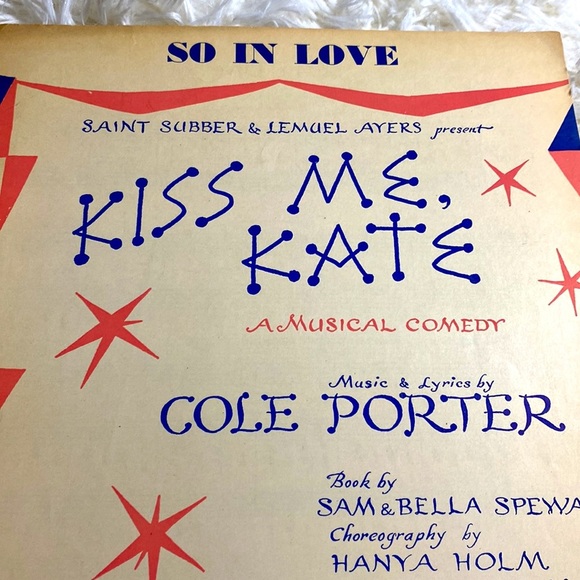 SO IN LOVE
SAINT SUBBER & LEMUEL AYERS present
KISS ME,
KATE
A MUSICAL COMEDY
Music & Lyrics by
COLE PORTER
Book by
SAM & BELLA SPEWA
Choreography by
HANYA HOLM